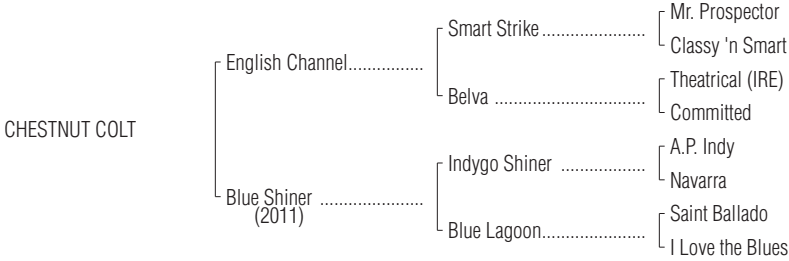 Mr. Prospector
Smart Strike......................
Classy 'n Smart
English Channel................
Theatrical (IRE)
Belva ................................
Committed
CHESTNUT COLT
A.P. Indy
Indygo Shiner ..................
Navarra
Blue Shiner ......................
(2011)
Saint Ballado
Blue Lagoon......................
I Love the Blues